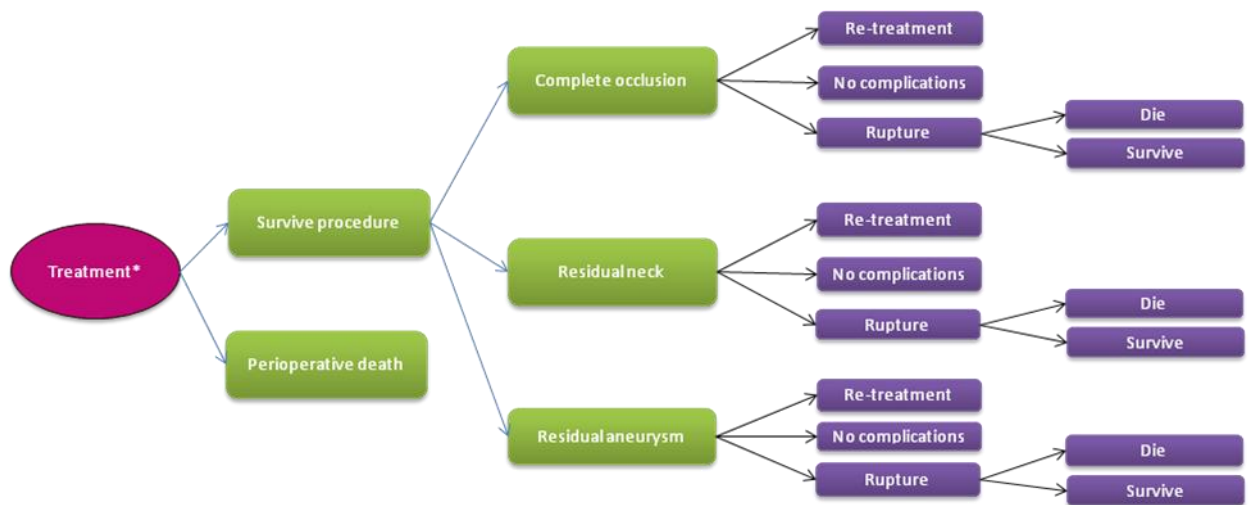 Re-treatment
Complete occlusion
No complications
Die
Rupture
Survive
Survive procedure
Re-treatment
Treatment*
Residual neck
No complications
Die
Rupture
Survive
Perioperative death
Re-treatment
Residual aneurysm
No complications
Die
Rupture
Survive